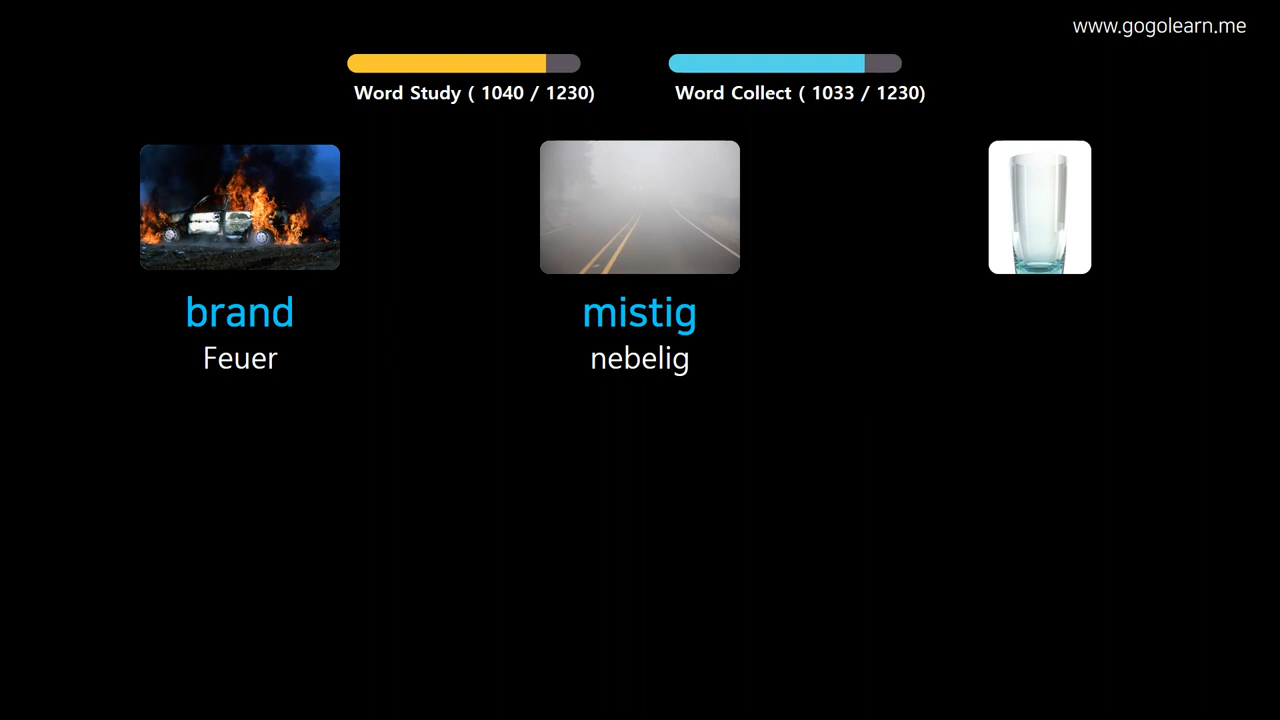 www.gogolearn.me
Word Study ( 1040 / 1230)
Word Collect ( 1033 / 1230)
brand
Feuer
mistig
nebelig